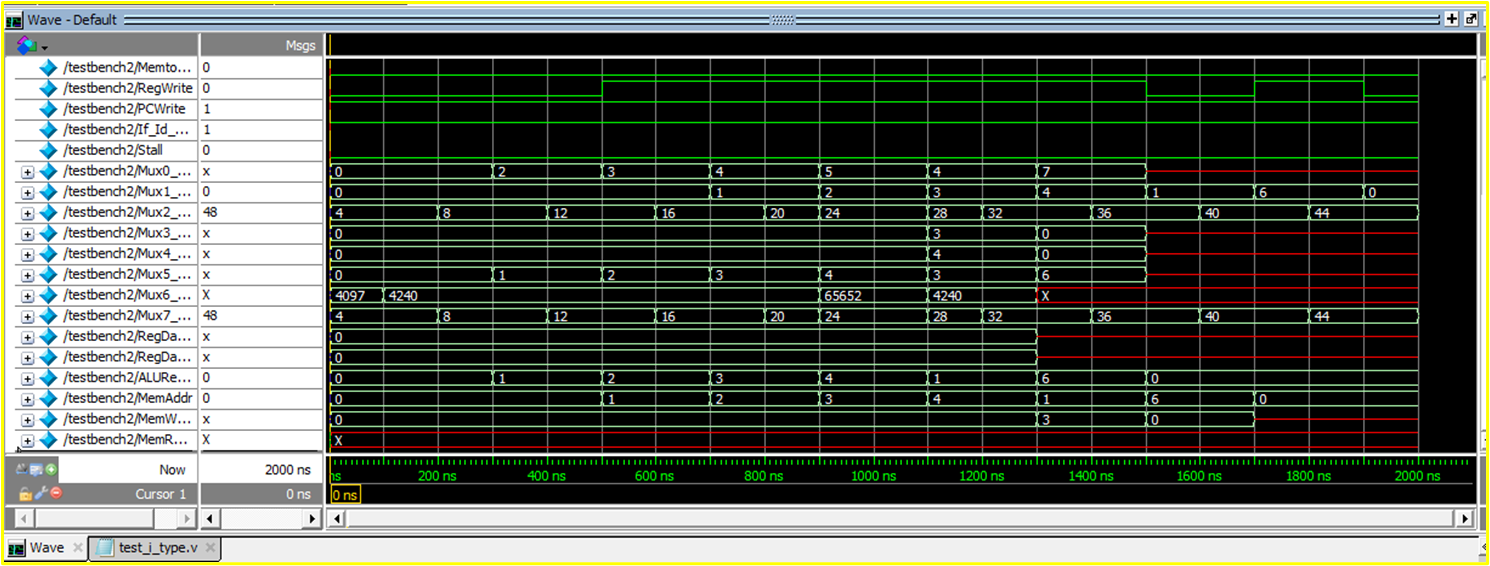 Wave - Default
Msgs
/testbench2/Memto... 0
/testbench2/RegWrite 0
/testbench2/PCWrite 1
/testbench2/If_Id_... 1
/testbench2/Stall 0
/testbench2/Mux0_... x 0 2 3 4 5 4 7
/testbench2/Mux1_... 0 0 1 2 3 4 1 6 0
/testbench2/Mux2_... 48 4 8 12 16 20 24 28 32 36 40 44
/testbench2/Mux3_... x 0 3 0
/testbench2/Mux4_... x 0 4 0
/testbench2/Mux5_... x 0 1 2 3 4 3 6
/testbench2/Mux6_... X 4097 4240 65652 4240 X
/testbench2/Mux7_... 48 4 8 12 16 20 24 28 32 36 40 44
/testbench2/RegDa... x 0
/testbench2/RegDa... x 0
/testbench2/ALURe... 0 0 1 2 3 4 1 6 0
/testbench2/MemAddr 0 0 1 2 3 4 1 6 0
/testbench2/MemW... x 0 3 0
/testbench2/MemR... X X
Now 2000 ns ns 200 ns 400 ns 600 ns 800 ns 1000 ns 1200 ns 1400 ns 1600 ns 1800 ns 2000 ns
Cursor 1 0 ns 0 ns
Wave test_i_type.v